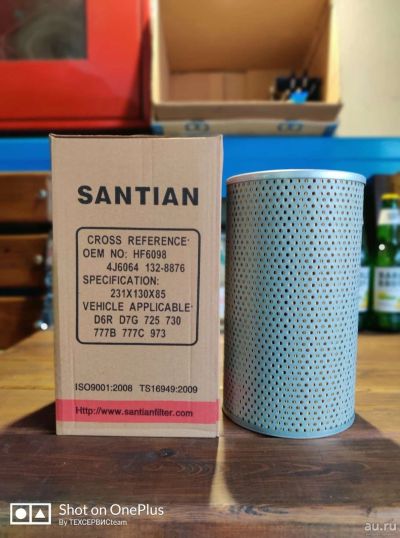 SANTIAN
CROSS REFERENCE:
OEM NO: HF6098
4J6064 132-8876
SPECIFICATION:
231X130X85
VEHICLE APPLICABLE:
D6R D7G 725 730
777B 777C 973
ISO9001:2008 TS16949:2009
Http://www.santianfilter.com
Shot on OnePlus
By ТЕХСЕРВИСteam
au.ru